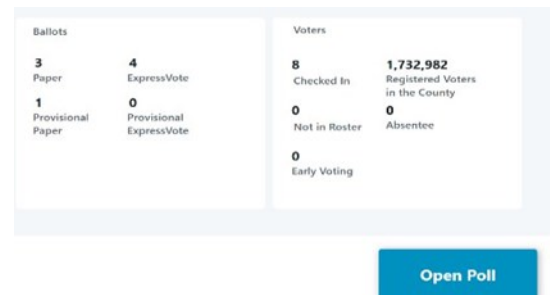 Ballots
3
Paper
4
ExpressVote
1
Provisional
Paper
0
Provisional
ExpressVote
Voters
8
Checked In
1,732,982
Registered Voters
in the County
0
Not in Roster
0
Absentee
0
Early Voting
Open Poll